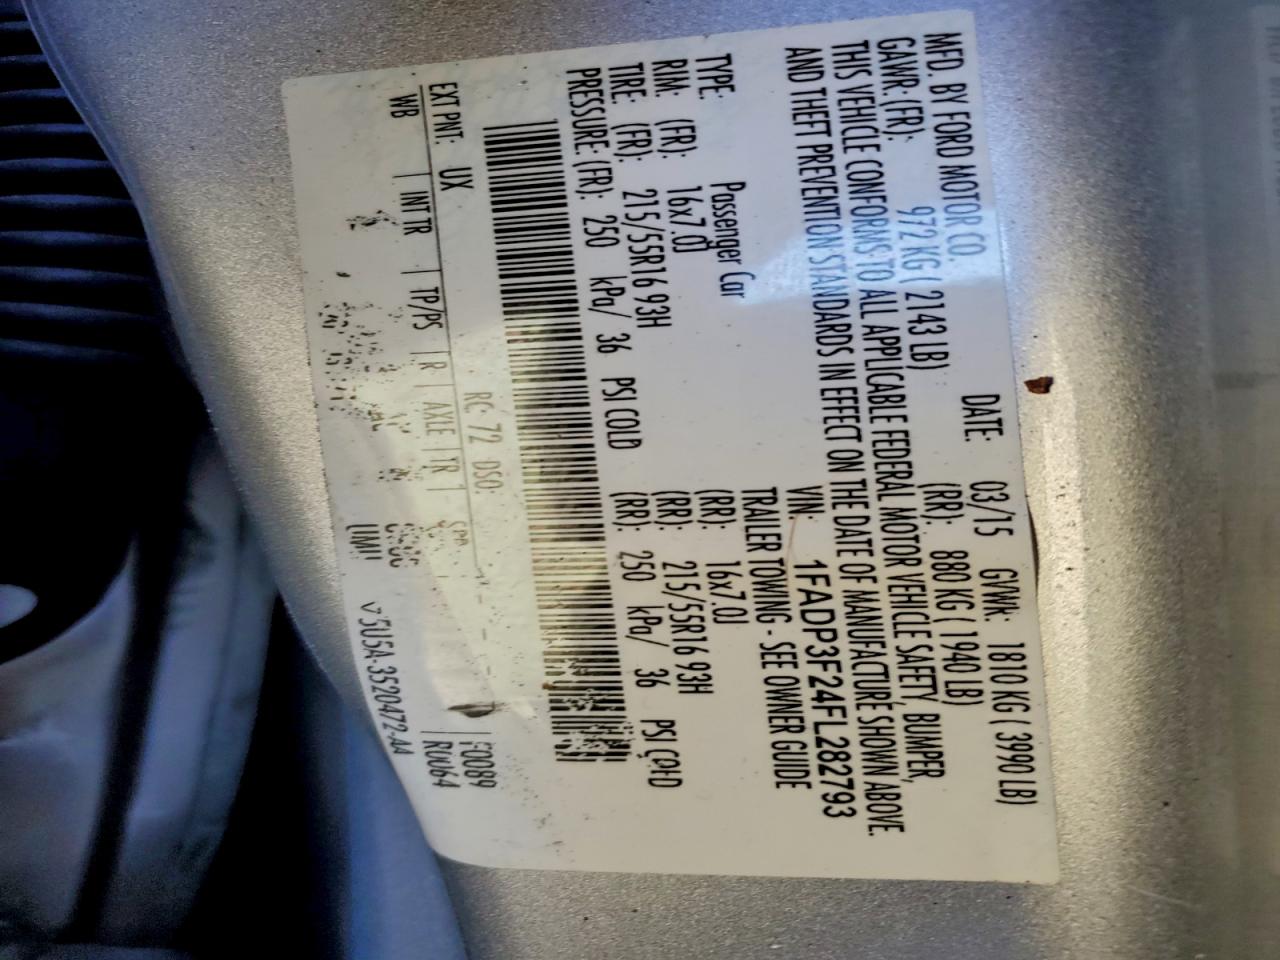 MFD. BY FORD MOTOR CO. DATE: 03/15 GVWR: 1810 KG ( 3990 LB)
GAWR: (FR): 972 KG ( 2143 LB) (RR): 880 KG ( 1940 LB)
THIS VEHICLE CONFORMS TO ALL APPLICABLE FEDERAL MOTOR VEHICLE SAFETY, BUMPER,
AND THEFT PREVENTION STANDARDS IN EFFECT ON THE DATE OF MANUFACTURE SHOWN ABOVE.
VIN: 1FADP3F24FL282793
TYPE: Passenger Car TRAILER TOWING - SEE OWNER GUIDE
RIM: (FR): 16x7.0J (RR): 16x7.0J
TIRE: (FR): 215/55R16 93H (RR): 215/55R16 93H
PRESSURE: (FR): 250 kPa/ 36 PSI COLD (RR): 250 kPa/ 36 PSI COLD
EXT PNT: UX RC: 72 DSO: F0089
WB INT TR TP/PS R AXLE TR SPR R0064
V5U5A-3520472-AA